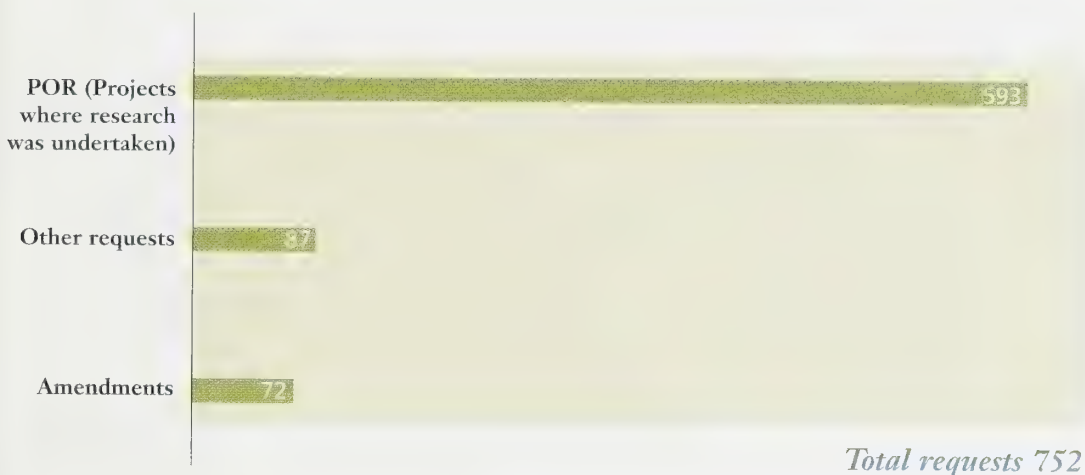 POR (Projects
where research
was undertaken)
593
Other requests
87
Amendments
72
Total requests 752